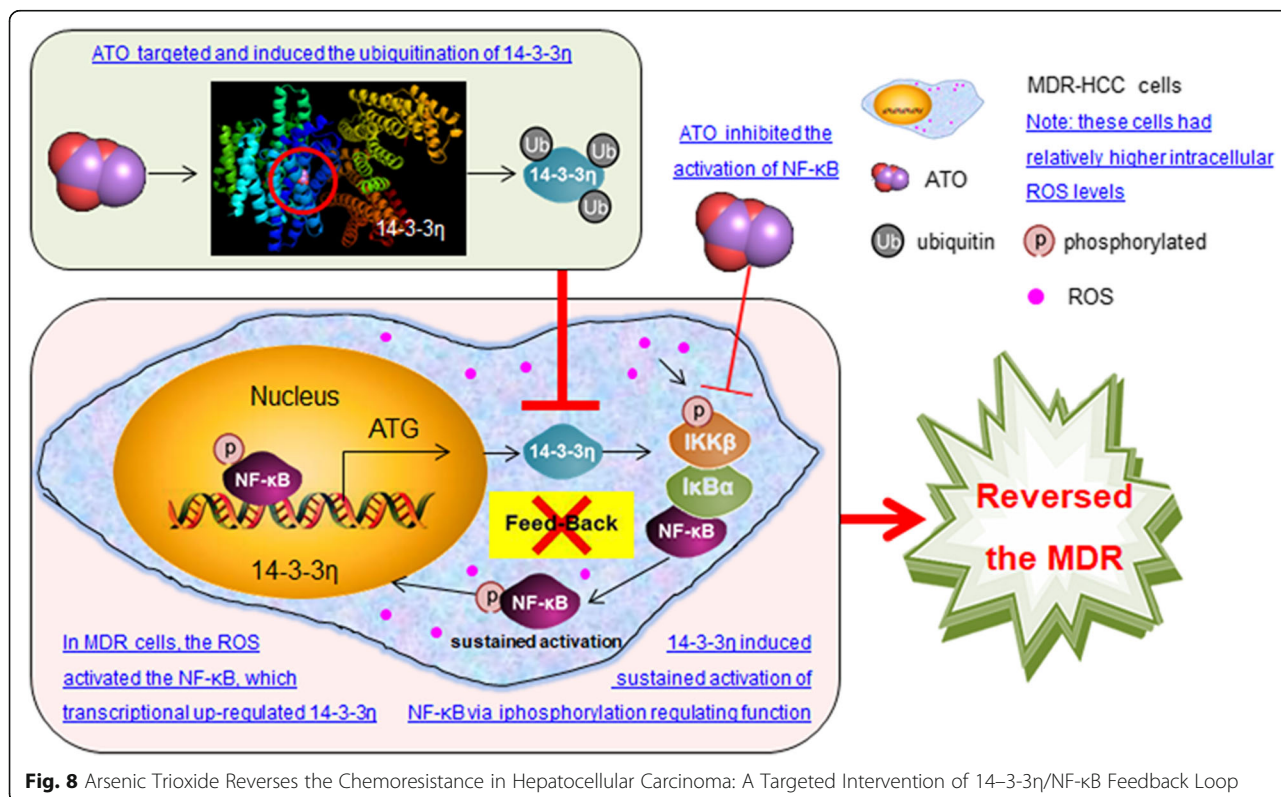 ATO targeted and induced the ubiquitination of 14-3-3η
14-3-3η
Ub
Ub
14-3-3η
Ub
ATO inhibited the
activation of NF-κB
MDR-HCC cells
Note: these cells had
relatively higher intracellular
ROS levels
ATO
Ub ubiquitin
p phosphorylated
ROS
Nucleus
ATG
p
NF-κB
14-3-3η
14-3-3η
p
IKKβ
IκBα
NF-κB
Feed-Back
p
NF-κB
sustained activation
In MDR cells, the ROS
activated the NF-κB, which
transcriptional up-regulated 14-3-3η
14-3-3η induced
sustained activation of
NF-κB via iphosphorylation regulating function
Reversed
the MDR
Fig. 8 Arsenic Trioxide Reverses the Chemoresistance in Hepatocellular Carcinoma: A Targeted Intervention of 14–3-3η/NF-κB Feedback Loop